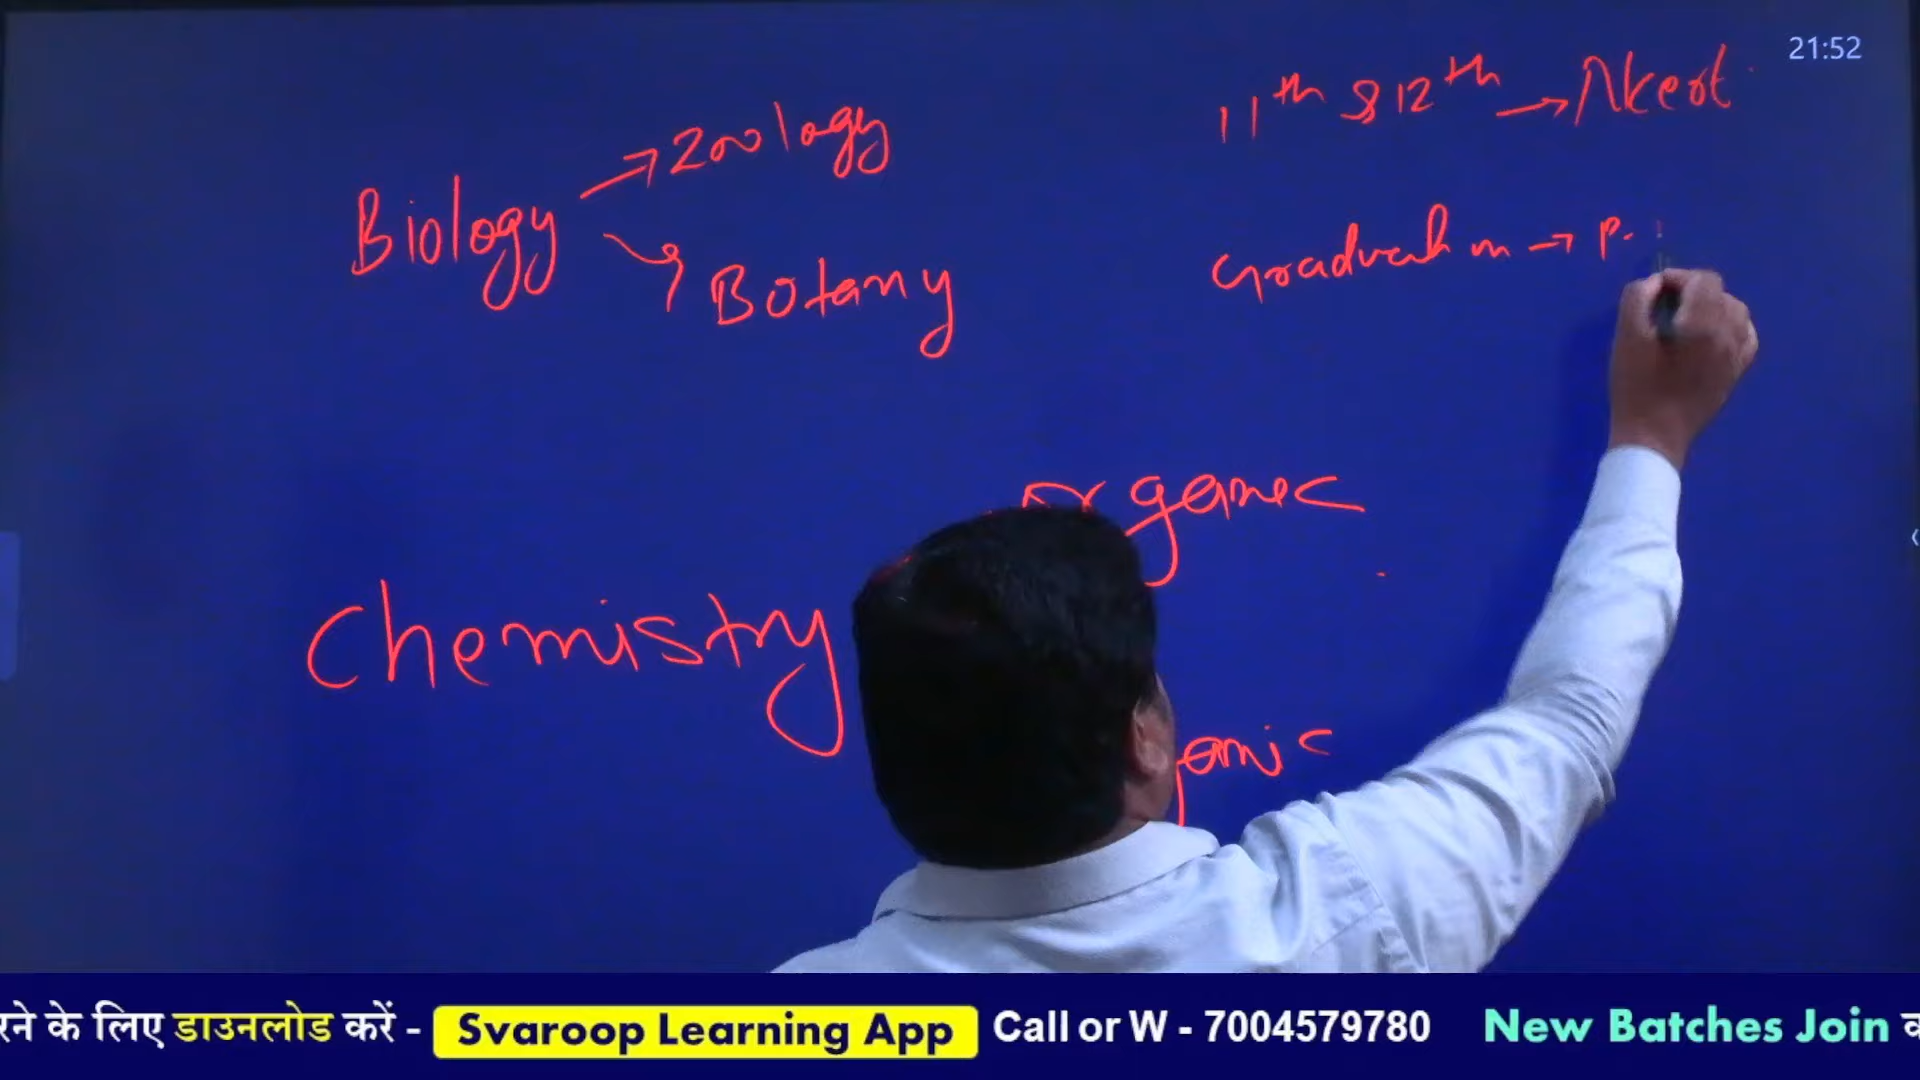 21:52
11th & 12th → Ncert
Biology → Zoology
→ Botany
Graduation → P.
organic
Chemistry
ganic
रने के लिए डाउनलोड करें - Svaroop Learning App Call or W - 7004579780 New Batches Join